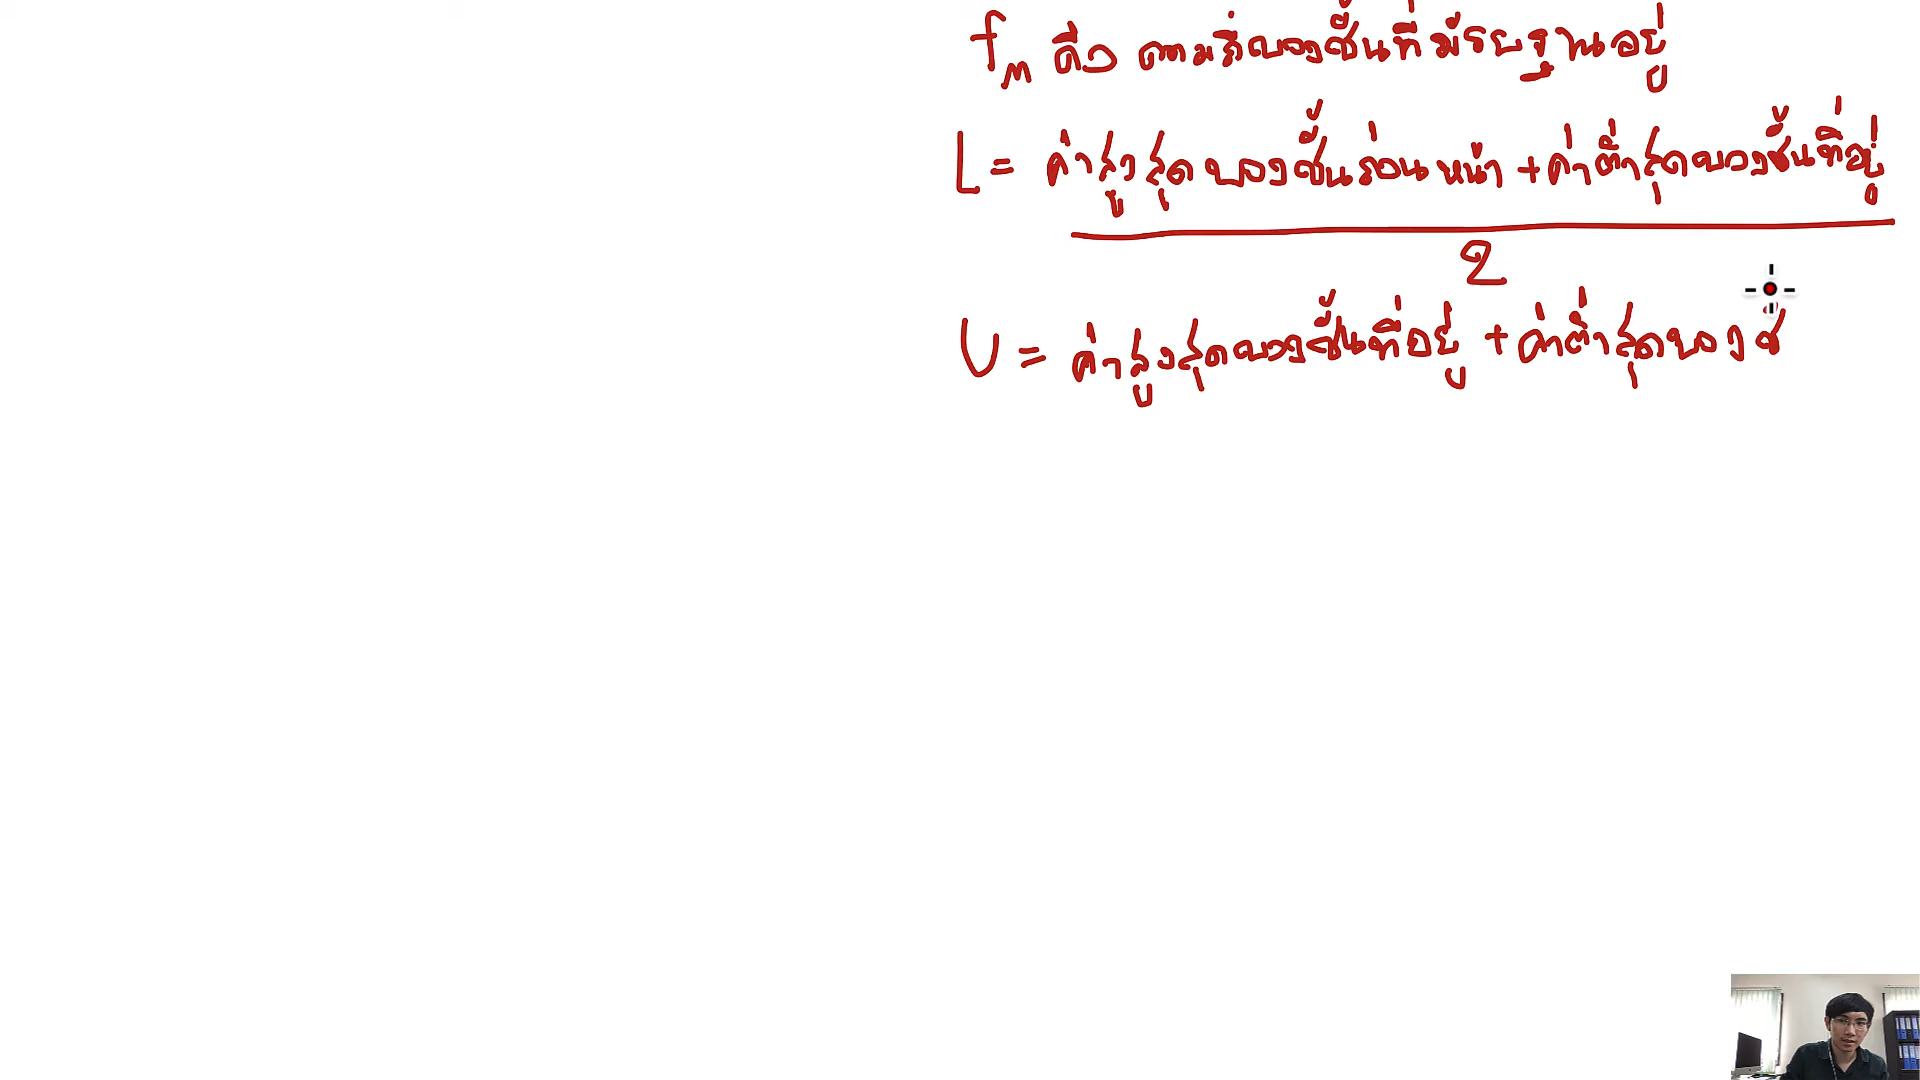 fm คือ ความถี่ของชั้นที่มัธยฐานอยู่
L = ค่าสูงสุดของชั้นก่อนหน้า + ค่าต่ำสุดของชั้นที่อยู่
2
U = ค่าสูงสุดของชั้นที่อยู่ + ค่าต่ำสุดของช